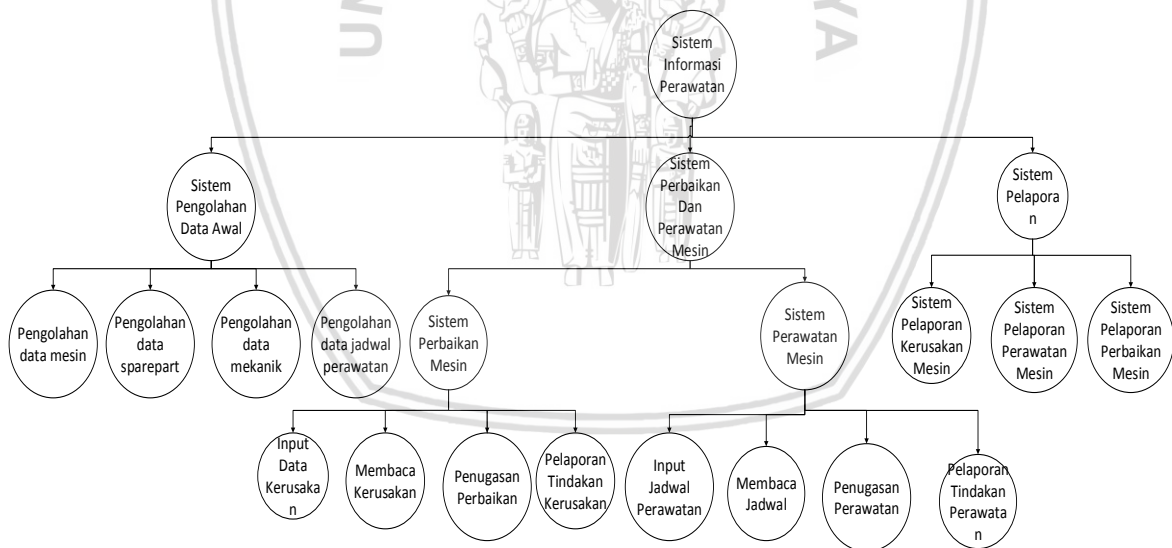 Sistem
Informasi
Perawatan
Sistem
Pengolahan
Data Awal
Sistem
Perbaikan
Dan
Perawatan
Mesin
Sistem
Pelapora
n
Pengolahan
data mesin
Pengolahan
data
sparepart
Pengolahan
data
mekanik
Pengolahan
data jadwal
perawatan
Sistem
Perbaikan
Mesin
Sistem
Perawatan
Mesin
Sistem
Pelaporan
Kerusakan
Mesin
Sistem
Pelaporan
Perawatan
Mesin
Sistem
Pelaporan
Perbaikan
Mesin
Input
Data
Kerusaka
n
Membaca
Kerusakan
Penugasan
Perbaikan
Pelaporan
Tindakan
Kerusakan
Input
Jadwal
Perawatan
Membaca
Jadwal
Penugasan
Perawatan
Pelaporan
Tindakan
Perawata
n